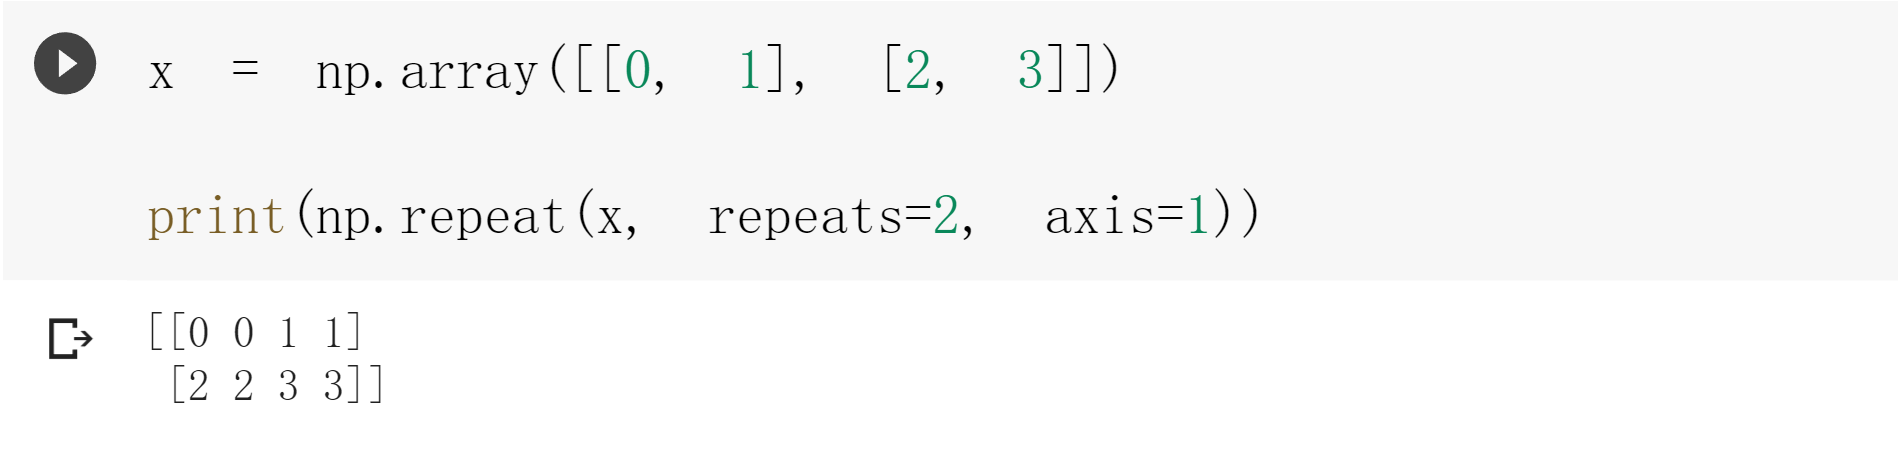 x = np.array([[0, 1], [2, 3]])
print(np.repeat(x, repeats=2, axis=1))
[[0 0 1 1]
 [2 2 3 3]]